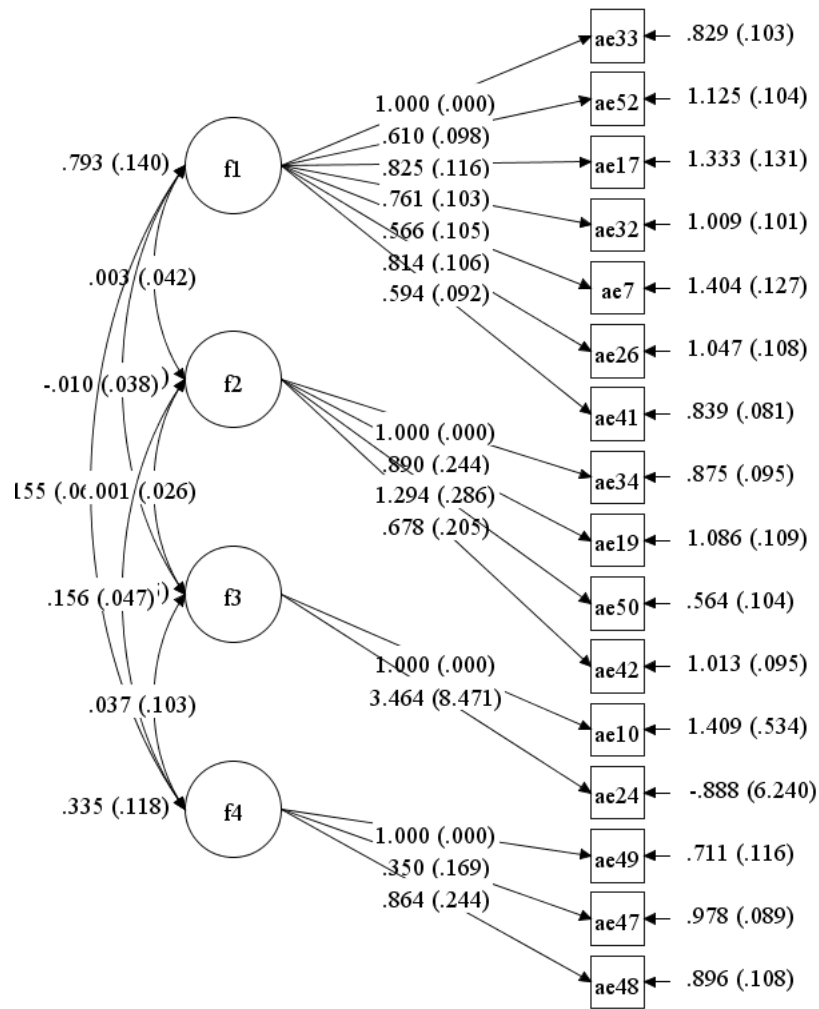 ae33
.829 (.103)
1.000 (.000)
ae52
1.125 (.104)
.610 (.098)
.793 (.140)
f1
.825 (.116)
ae17
1.333 (.131)
.761 (.103)
ae32
1.009 (.101)
.566 (.105)
.003 (.042)
.814 (.106)
ae7
1.404 (.127)
.594 (.092)
ae26
1.047 (.108)
-.010 (.038)
f2
ae41
.839 (.081)
1.000 (.000)
.890 (.244)
ae34
.875 (.095)
.001 (.026)
1.294 (.286)
.678 (.205)
ae19
1.086 (.109)
.156 (.047)
f3
ae50
.564 (.104)
1.000 (.000)
ae42
1.013 (.095)
.037 (.103)
3.464 (8.471)
ae10
1.409 (.534)
.335 (.118)
f4
ae24
-.888 (6.240)
1.000 (.000)
ae49
.711 (.116)
.350 (.169)
.864 (.244)
ae47
.978 (.089)
ae48
.896 (.108)